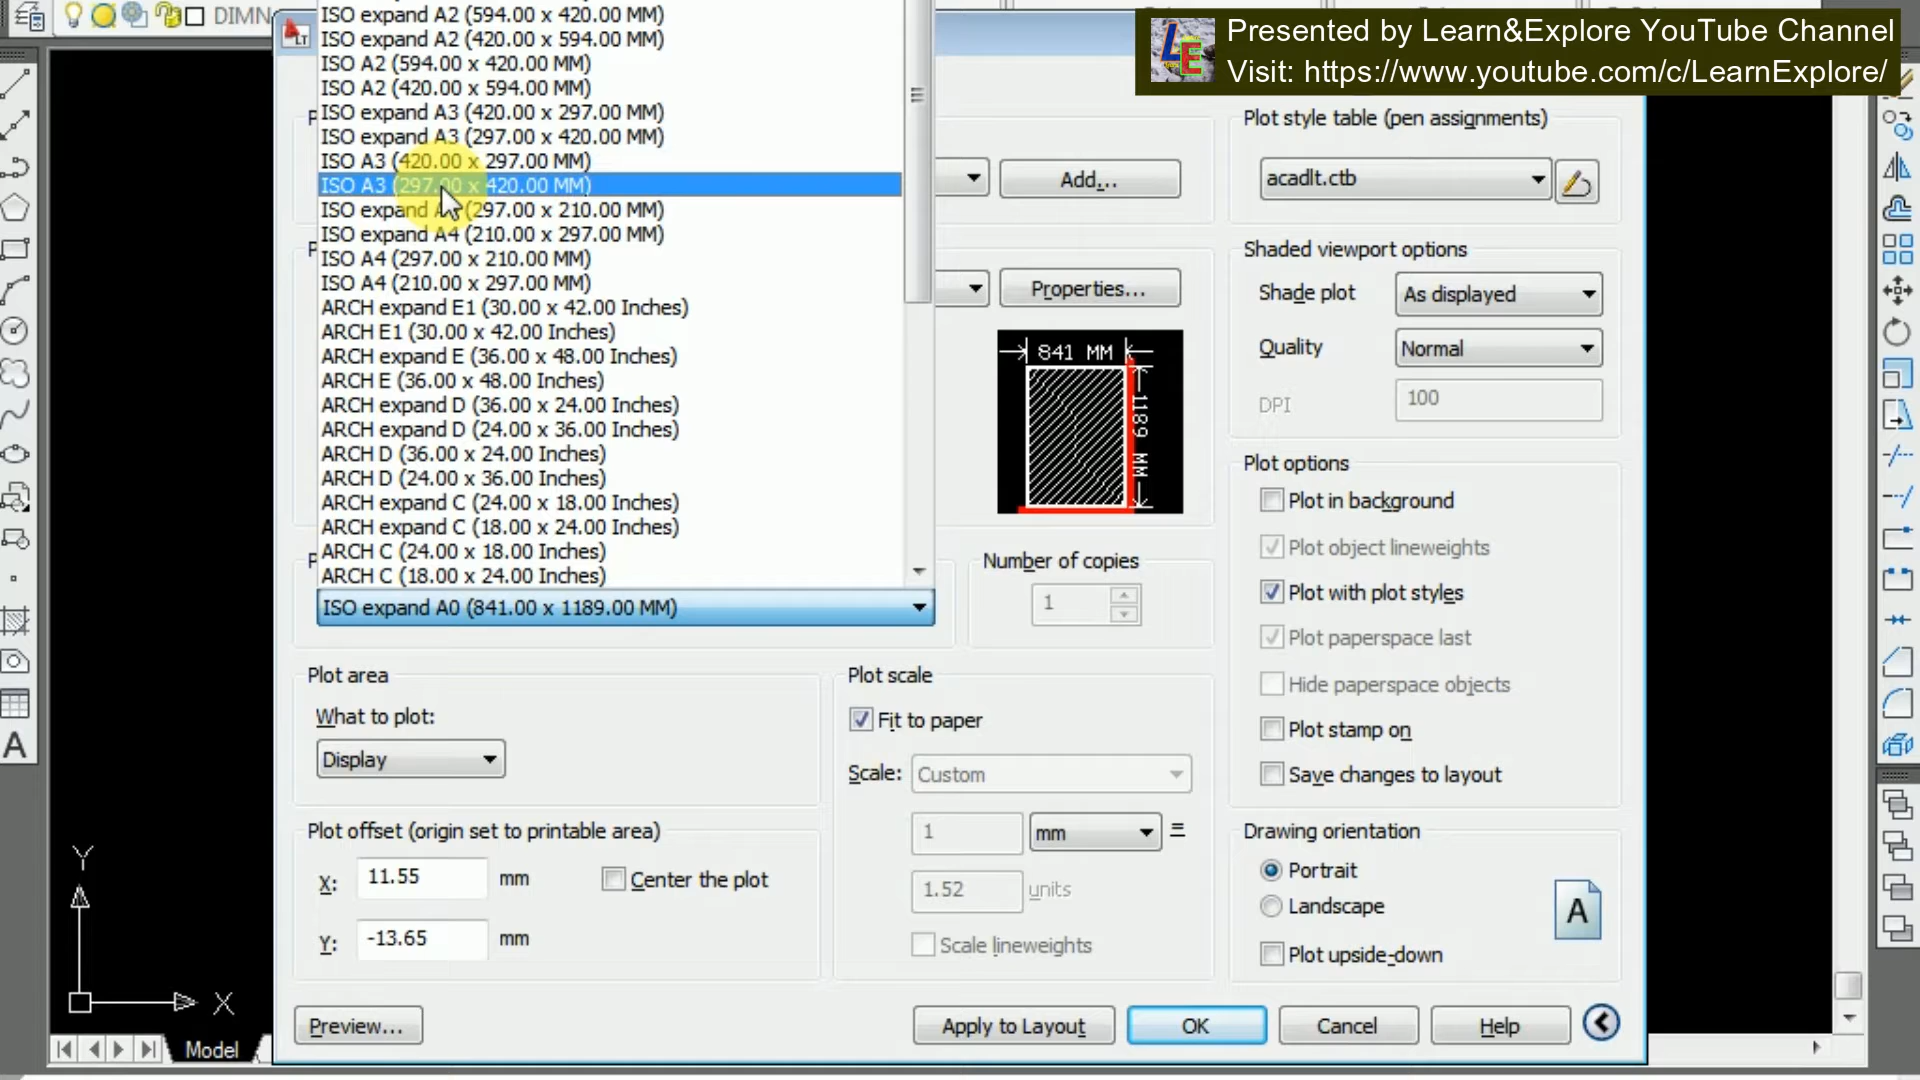 DIMN
LT
Presented by Learn&Explore YouTube Channel
Visit: https://www.youtube.com/c/LearnExplore/
LE
ISO expand A2 (594.00 x 420.00 MM)
ISO expand A2 (420.00 x 594.00 MM)
ISO A2 (594.00 x 420.00 MM)
ISO A2 (420.00 x 594.00 MM)
ISO expand A3 (420.00 x 297.00 MM)
ISO expand A3 (297.00 x 420.00 MM)
ISO A3 (420.00 x 297.00 MM)
ISO A3 (297.00 x 420.00 MM)
ISO expand A4 (297.00 x 210.00 MM)
ISO expand A4 (210.00 x 297.00 MM)
ISO A4 (297.00 x 210.00 MM)
ISO A4 (210.00 x 297.00 MM)
ARCH expand E1 (30.00 x 42.00 Inches)
ARCH E1 (30.00 x 42.00 Inches)
ARCH expand E (36.00 x 48.00 Inches)
ARCH E (36.00 x 48.00 Inches)
ARCH expand D (36.00 x 24.00 Inches)
ARCH expand D (24.00 x 36.00 Inches)
ARCH D (36.00 x 24.00 Inches)
ARCH D (24.00 x 36.00 Inches)
ARCH expand C (24.00 x 18.00 Inches)
ARCH expand C (18.00 x 24.00 Inches)
ARCH C (24.00 x 18.00 Inches)
ARCH C (18.00 x 24.00 Inches)
ISO expand A0 (841.00 x 1189.00 MM)
Add...
Properties...
841 MM
1189 MM
Number of copies
1
Plot area
What to plot:
Display
Plot offset (origin set to printable area)
X: 11.55 mm
Center the plot
Y: -13.65 mm
Plot scale
Fit to paper
Scale: Custom
1 mm =
1.52 units
Scale lineweights
Plot style table (pen assignments)
acadlt.ctb
Shaded viewport options
Shade plot As displayed
Quality Normal
DPI 100
Plot options
Plot in background
Plot object lineweights
Plot with plot styles
Plot paperspace last
Hide paperspace objects
Plot stamp on
Save changes to layout
Drawing orientation
Portrait
Landscape
Plot upside-down
A
Preview...
Apply to Layout
OK
Cancel
Help
Y
X
Model
A